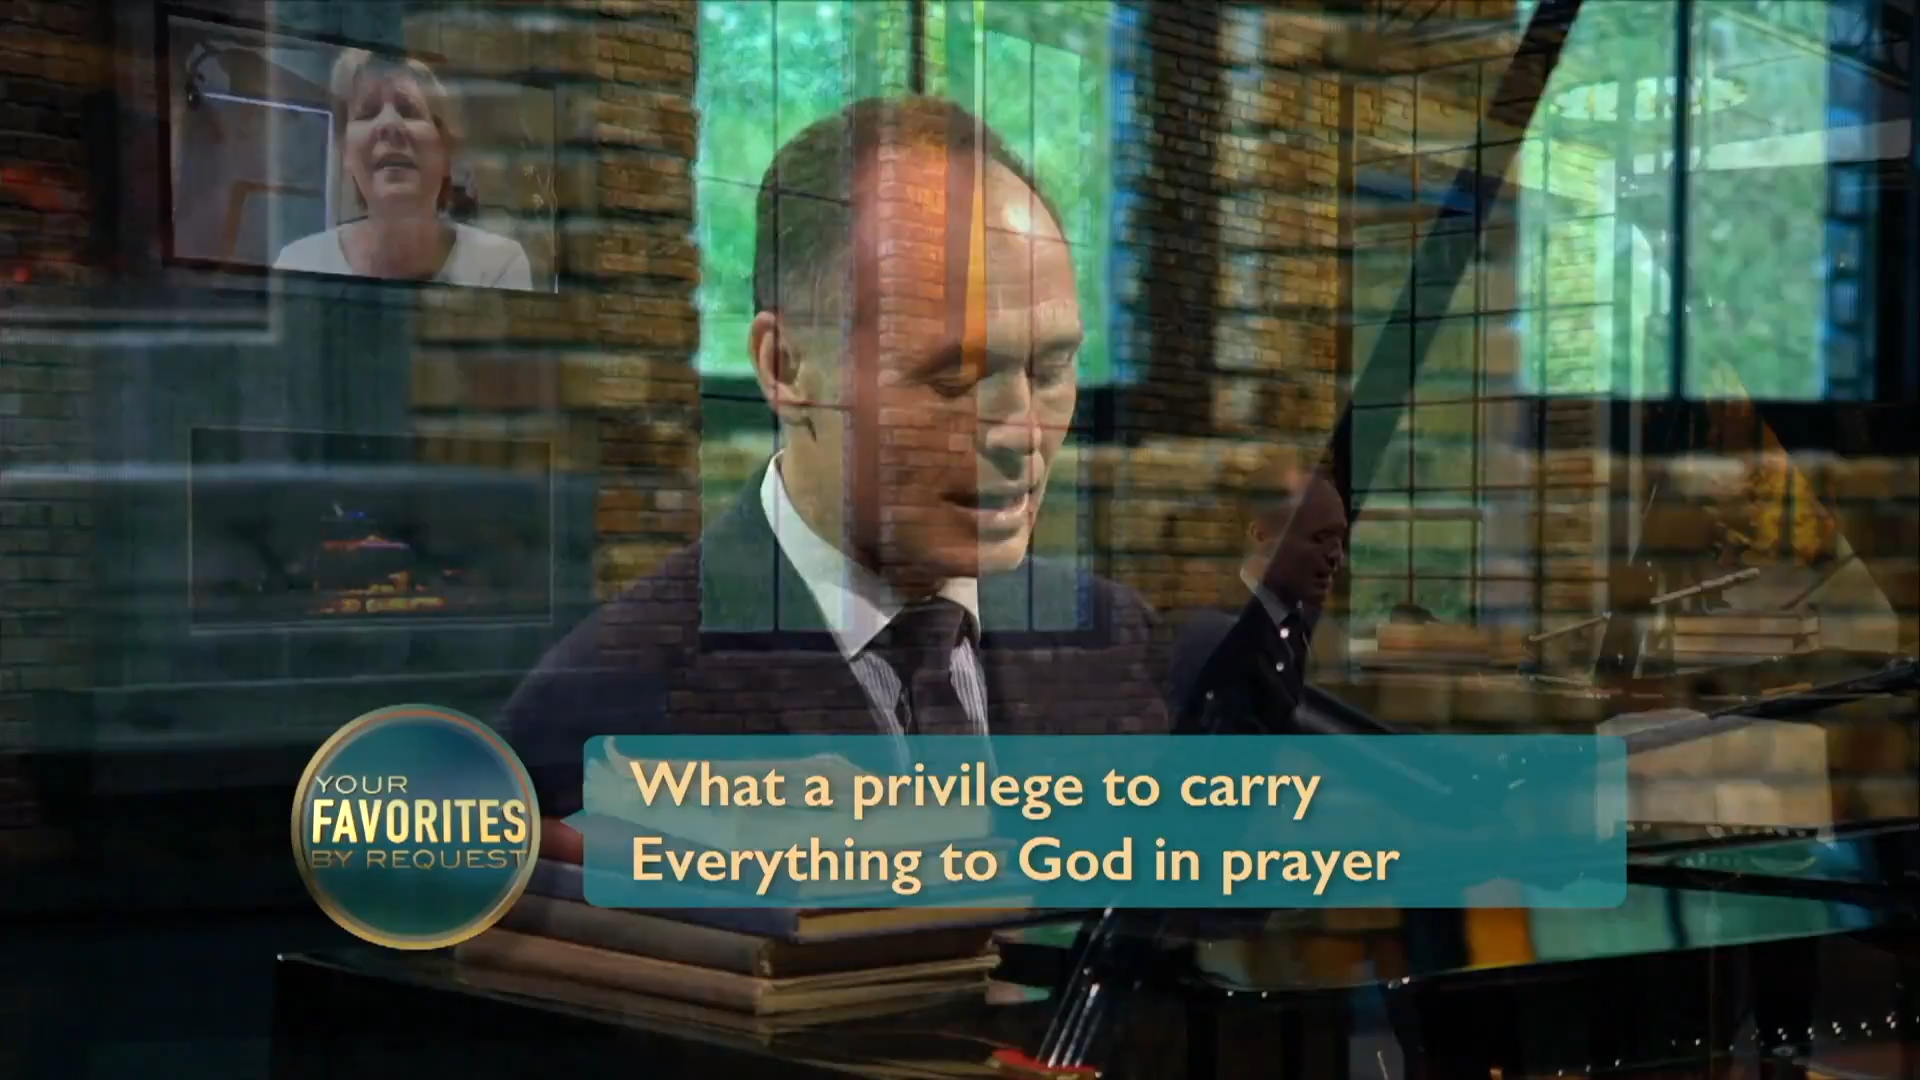 YOUR
FAVORITES
BY REQUEST
What a privilege to carry
Everything to God in prayer